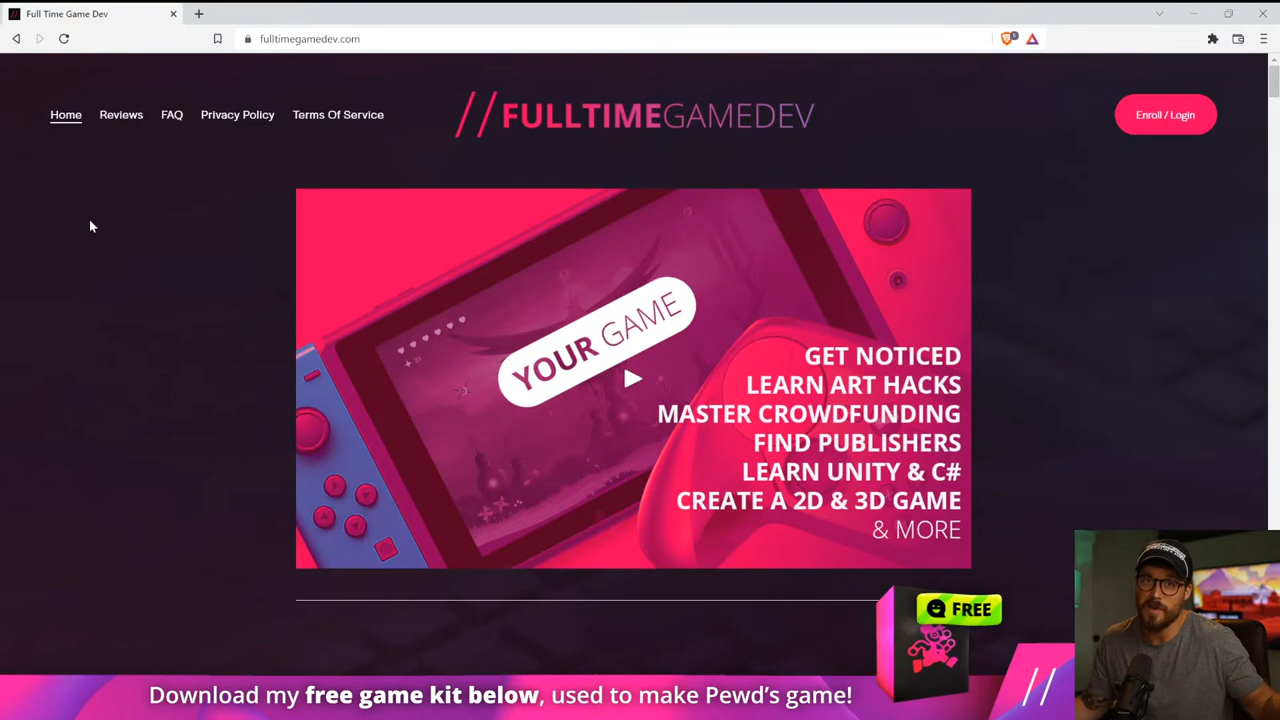 Full Time Game Dev
fulltimegamedev.com
5
Home Reviews FAQ Privacy Policy Terms Of Service
//FULLTIMEGAMEDEV
Enroll / Login
YOUR GAME
GET NOTICED
LEARN ART HACKS
MASTER CROWDFUNDING
FIND PUBLISHERS
LEARN UNITY & C#
CREATE A 2D & 3D GAME
& MORE
FREE
Download my free game kit below, used to make Pewd's game!
//